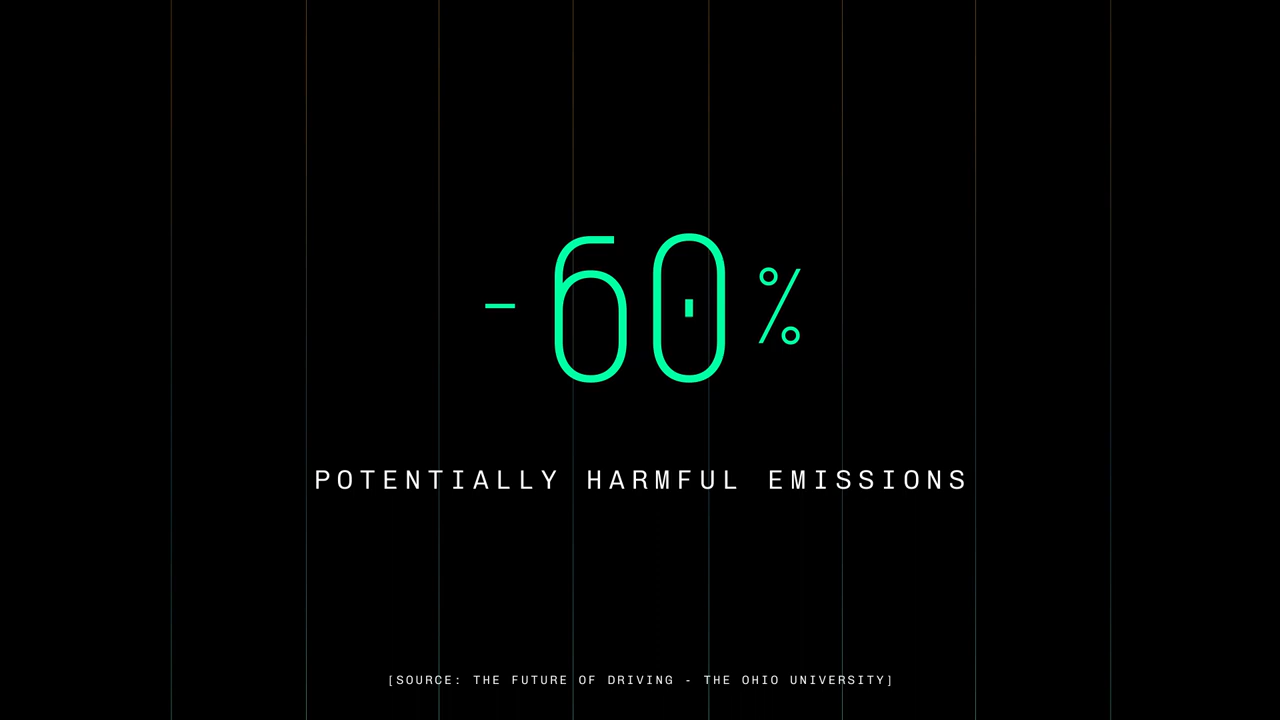 -60%
POTENTIALLY HARMFUL EMISSIONS
[SOURCE: THE FUTURE OF DRIVING - THE OHIO UNIVERSITY]